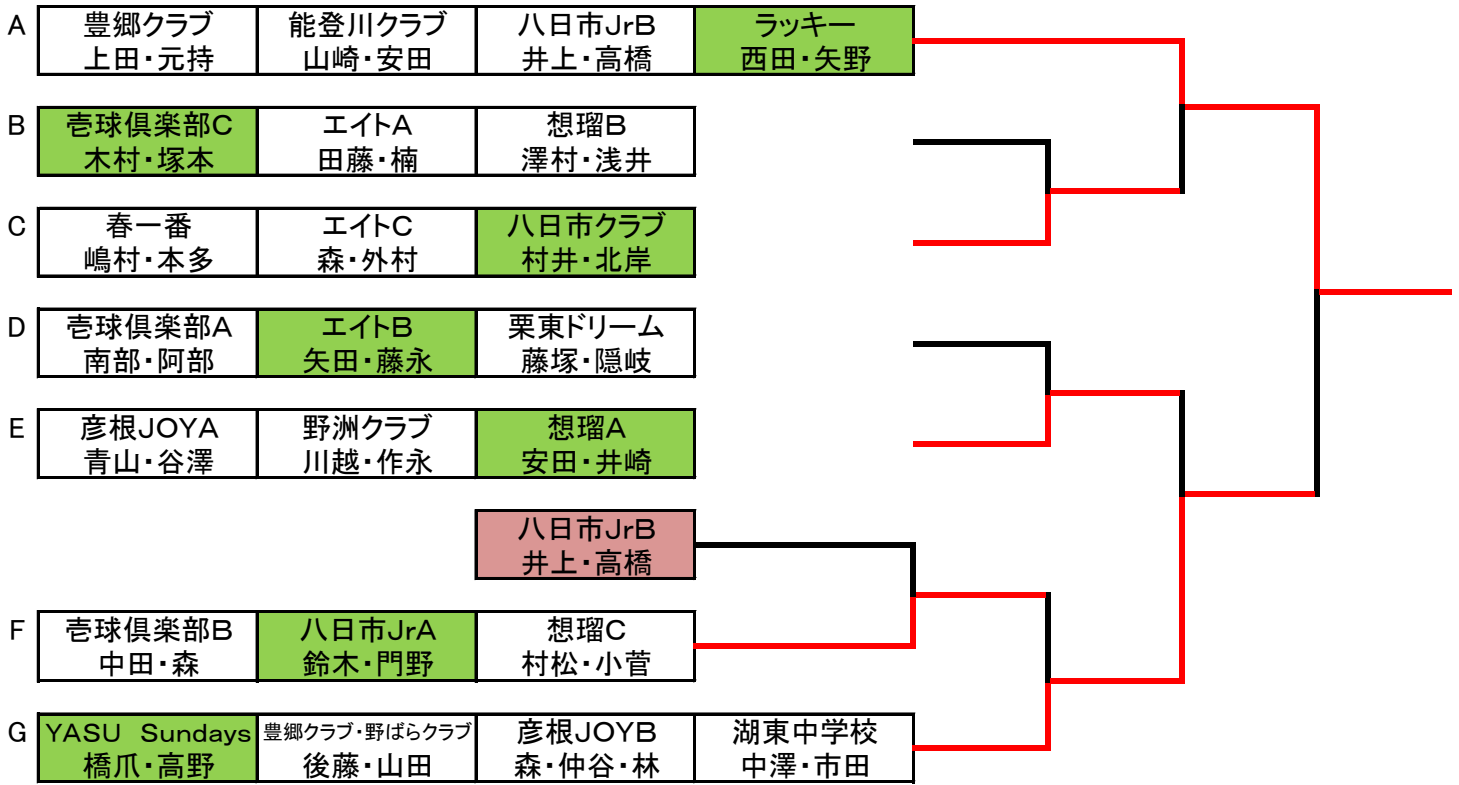 A
豊郷クラブ 能登川クラブ 八日市JrB ラッキー
上田・元持 山崎・安田 井上・高橋 西田・矢野
B
壱球倶楽部C エイトA 想瑠B
木村・塚本 田藤・楠 澤村・浅井
C
春一番 エイトC 八日市クラブ
嶋村・本多 森・外村 村井・北岸
D
壱球倶楽部A エイトB 栗東ドリーム
南部・阿部 矢田・藤永 藤塚・隠岐
E
彦根JOYA 野洲クラブ 想瑠A
青山・谷澤 川越・作永 安田・井崎
八日市JrB
井上・高橋
F
壱球倶楽部B 八日市JrA 想瑠C
中田・森 鈴木・門野 村松・小菅
G
YASU Sundays 豊郷クラブ・野ばらクラブ 彦根JOYB 湖東中学校
橋爪・高野 後藤・山田 森・仲谷・林 中澤・市田